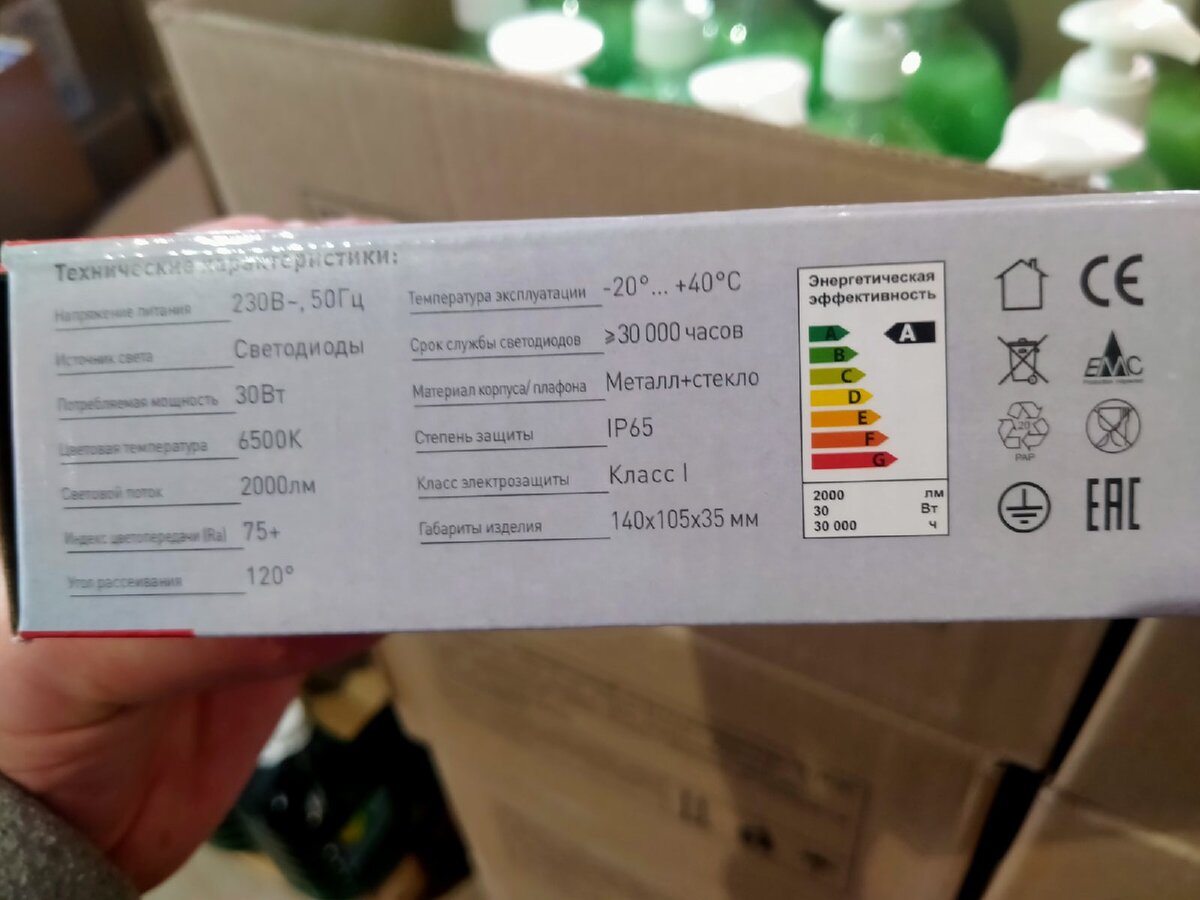 Технические характеристики:
Напряжение питания 230В~, 50Гц
Источник света Светодиоды
Потребляемая мощность 30Вт
Цветовая температура 6500К
Световой поток 2000лм
Индекс цветопередачи (Ra) 75+
Угол рассеивания 120°
Температура эксплуатации -20°... +40°С
Срок службы светодиодов ⩾30 000 часов
Материал корпуса/ плафона Металл+стекло
Степень защиты IP65
Класс электрозащиты Класс I
Габариты изделия 140х105х35 мм
Энергетическая
эффективность
A A
B
C
D
E
F
G
2000 лм
30 Вт
30 000 ч
CE
EMC
20
PAP
EAC